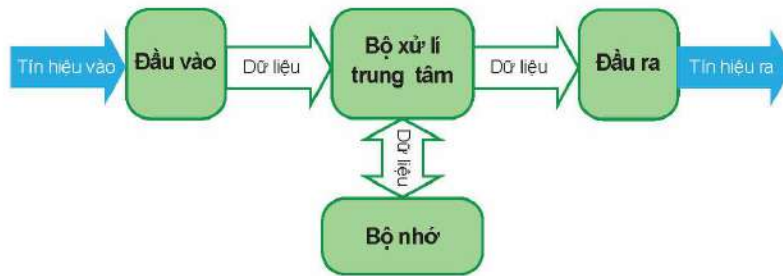 Tín hiệu vào
Đầu vào
Dữ liệu
Bộ xử lí
trung tâm
Dữ liệu
Đầu ra
Tín hiệu ra
Dữ liệu
Bộ nhớ